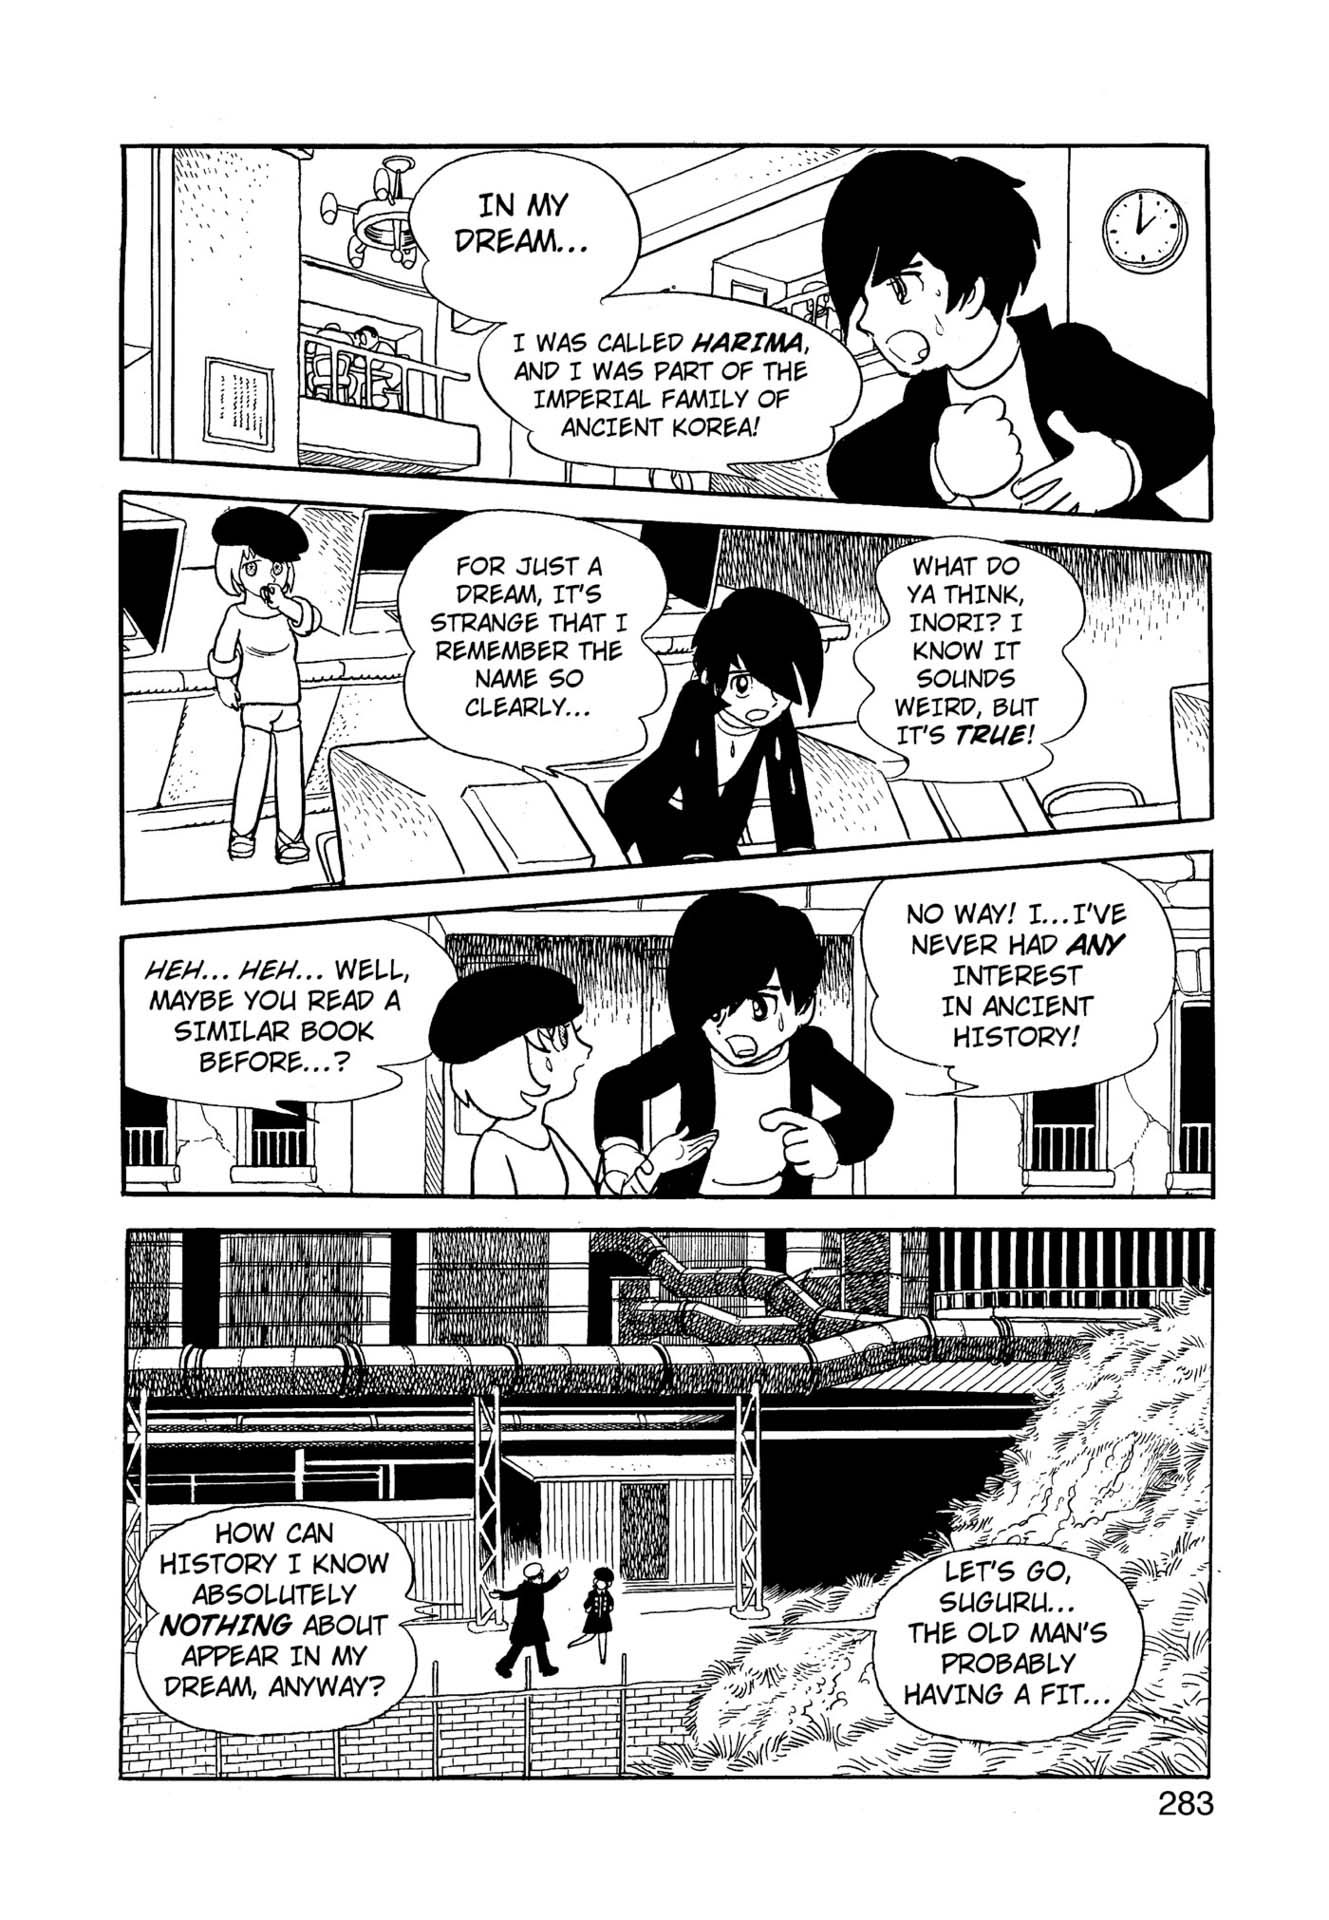 IN MY
DREAM...
I WAS CALLED HARIMA,
AND I WAS PART OF THE
IMPERIAL FAMILY OF
ANCIENT KOREA!
FOR JUST A
DREAM, IT'S
STRANGE THAT I
REMEMBER THE
NAME SO
CLEARLY...
WHAT DO
YA THINK,
INORI? I
KNOW IT
SOUNDS
WEIRD, BUT
IT'S TRUE!
HEH... HEH... WELL,
MAYBE YOU READ A
SIMILAR BOOK
BEFORE...?
NO WAY! I...I'VE
NEVER HAD ANY
INTEREST
IN ANCIENT
HISTORY!
HOW CAN
HISTORY I KNOW
ABSOLUTELY
NOTHING ABOUT
APPEAR IN MY
DREAM, ANYWAY?
LET'S GO,
SUGURU...
THE OLD MAN'S
PROBABLY
HAVING A FIT...
283